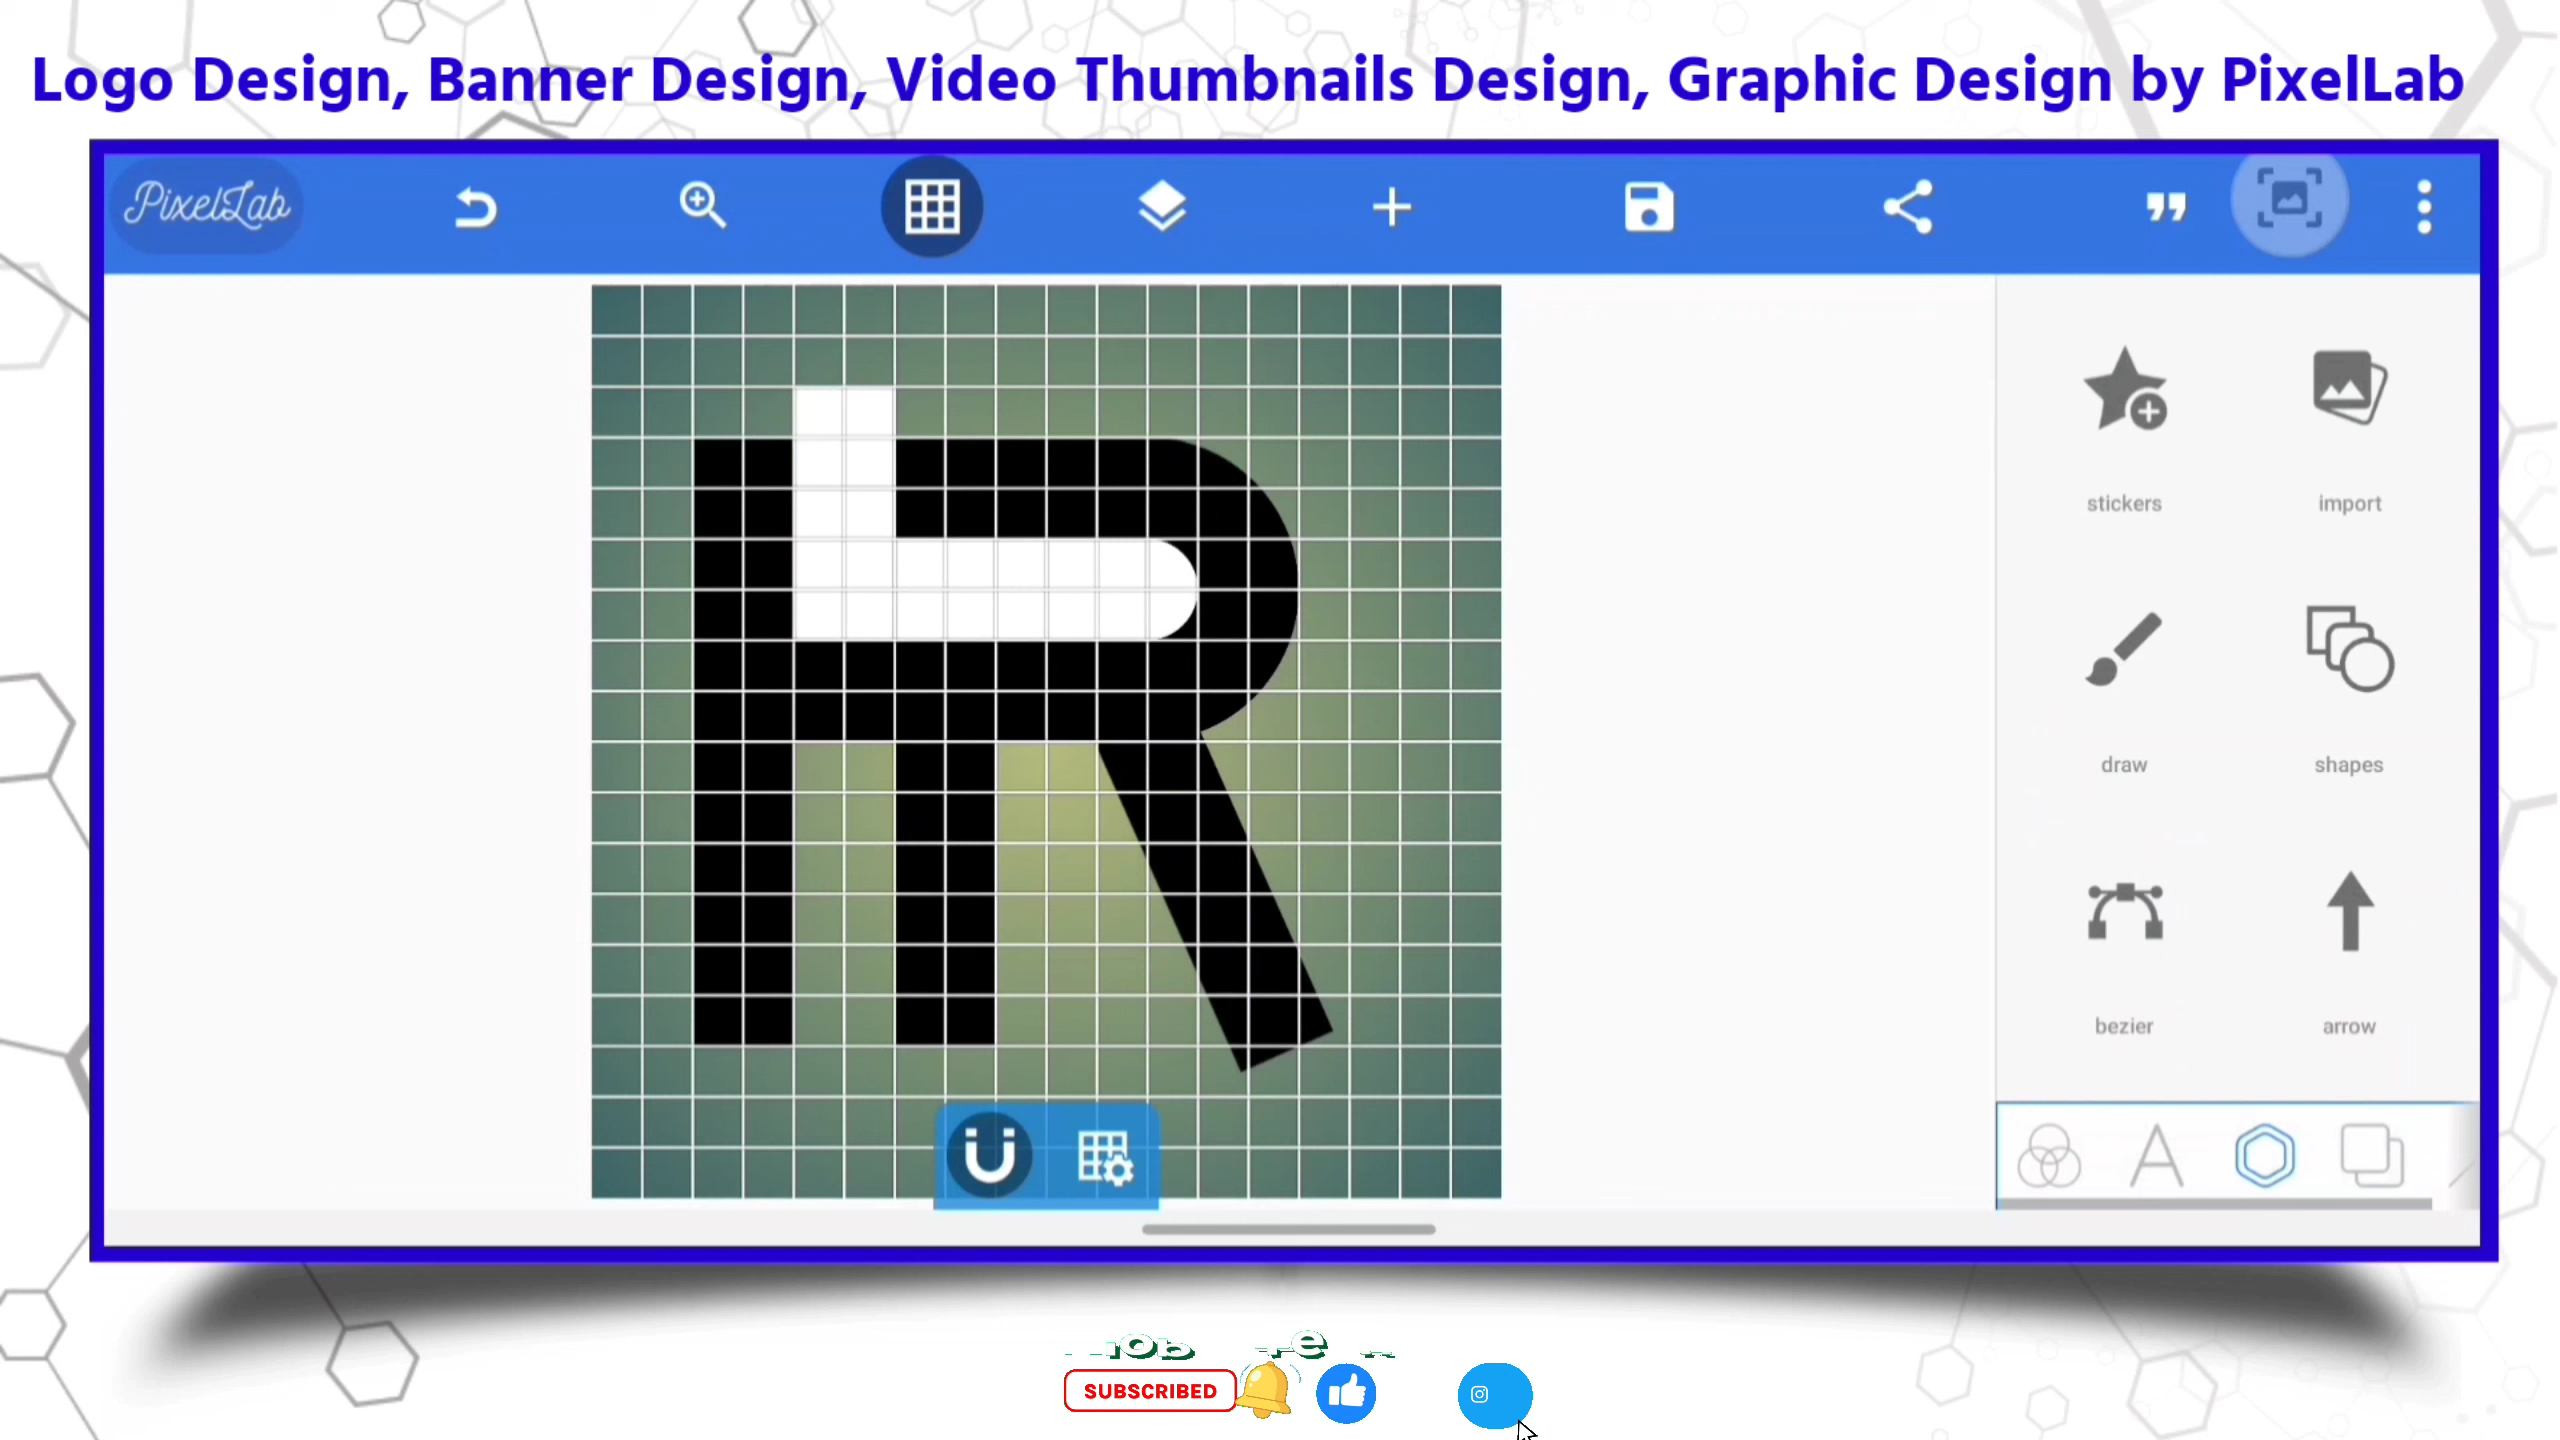 Logo Design, Banner Design, Video Thumbnails Design, Graphic Design by PixelLab
PixelLab
stickers
import
draw
shapes
bezier
arrow
SUBSCRIBED